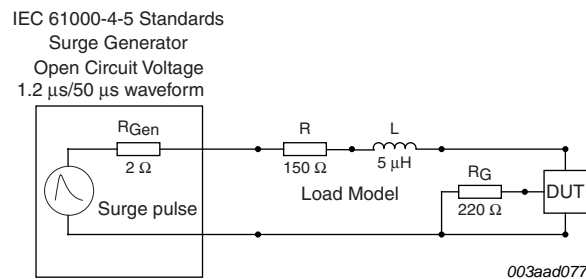 IEC 61000-4-5 Standards
Surge Generator
Open Circuit Voltage
1.2 μs/50 μs waveform
RGen
2 Ω
Surge pulse
R
150 Ω
L
5 μH
Load Model
RG
220 Ω
DUT
003aad077